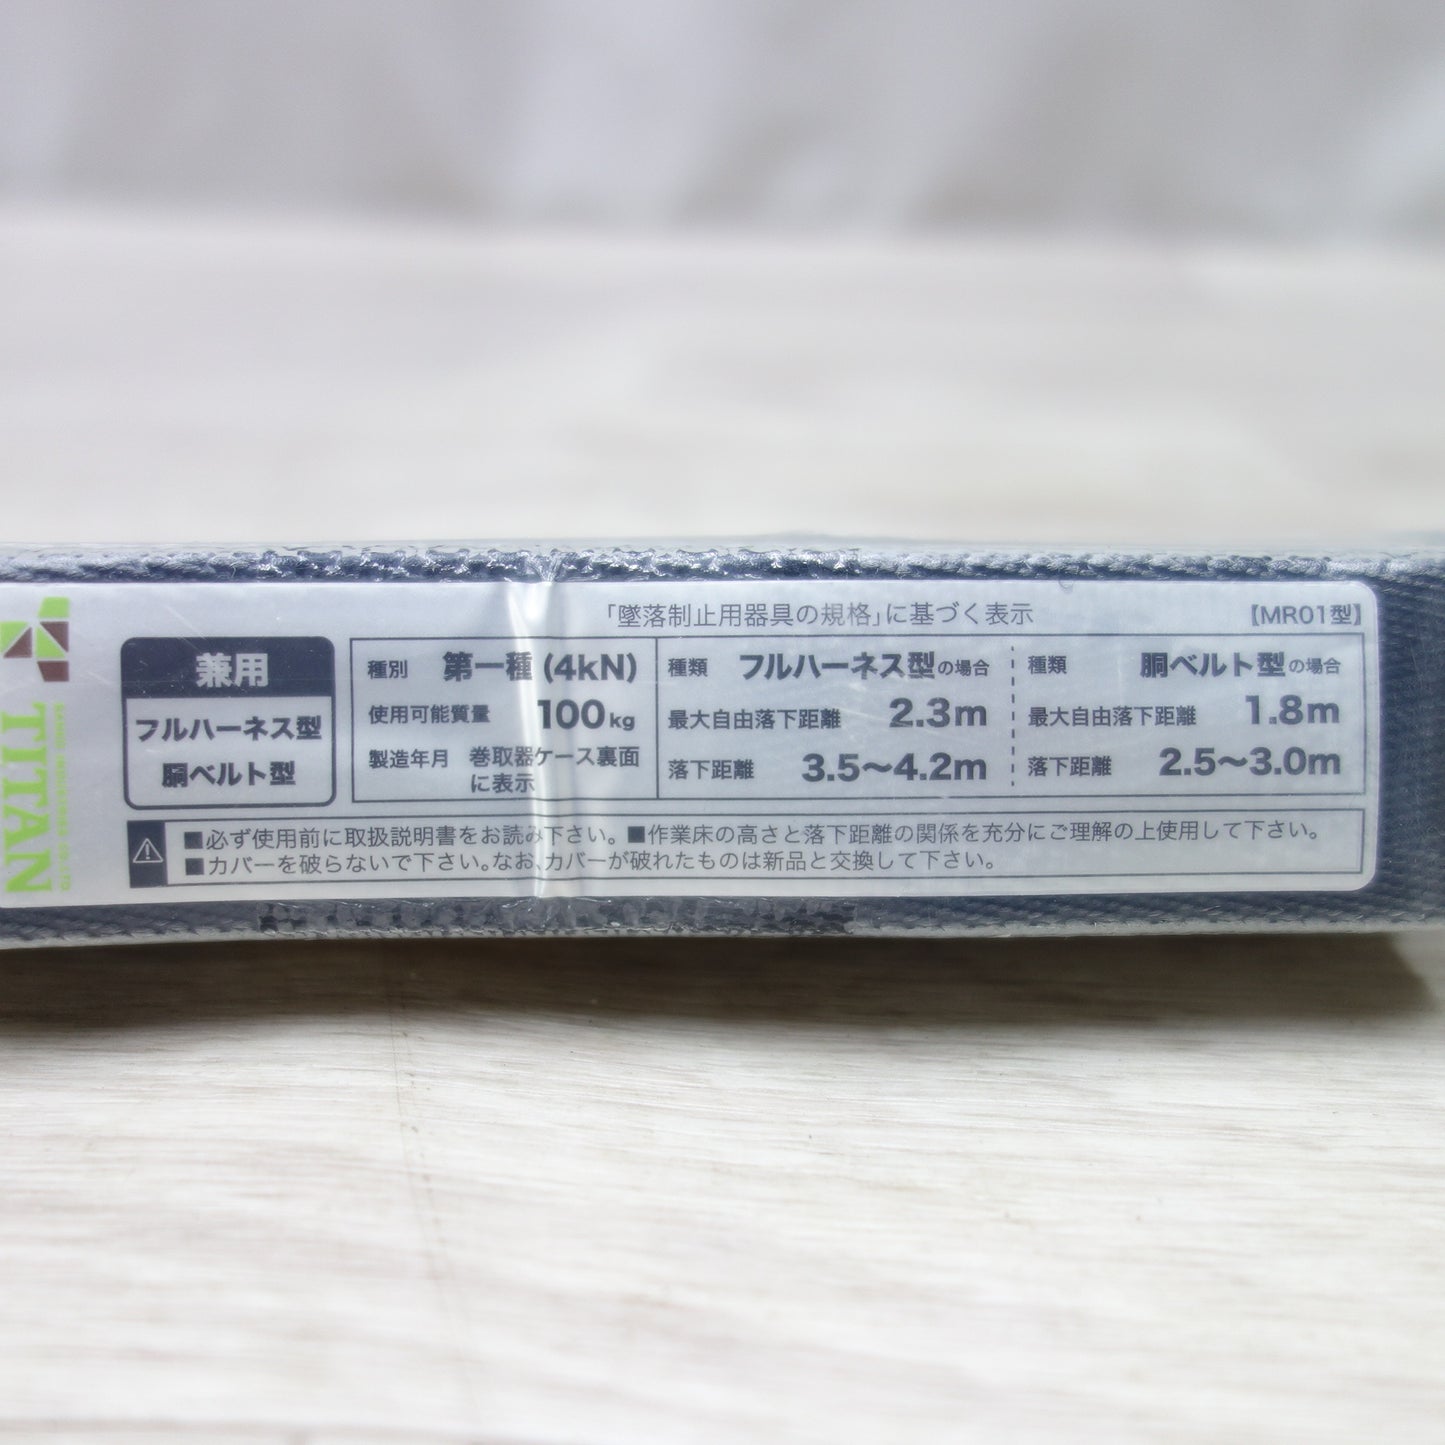 TITAN
「墜落制止用器具の規格」に基づく表示
【MR01型】
兼用
フルハーネス型
胴ベルト型
種別 第一種 (4kN)
使用可能質量 100kg
製造年月 巻取器ケース裏面
に表示
種類 フルハーネス型の場合
最大自由落下距離 2.3m
落下距離 3.5〜4.2m
種類 胴ベルト型の場合
最大自由落下距離 1.8m
落下距離 2.5〜3.0m
■必ず使用前に取扱説明書をお読み下さい。■作業床の高さと落下距離の関係を充分にご理解の上使用して下さい。
■カバーを破らないで下さい。なお、カバーが破れたものは新品と交換して下さい。